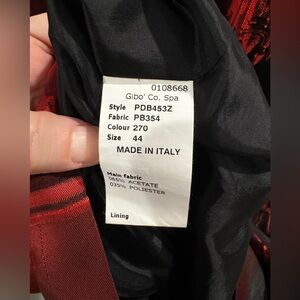 0108668
Gibo' Co. Spa
Style PDB453Z
Fabric PB354
Colour 270
Size 44
MADE IN ITALY
Main fabric
065% ACETATE
035% POLIESTER
Lining